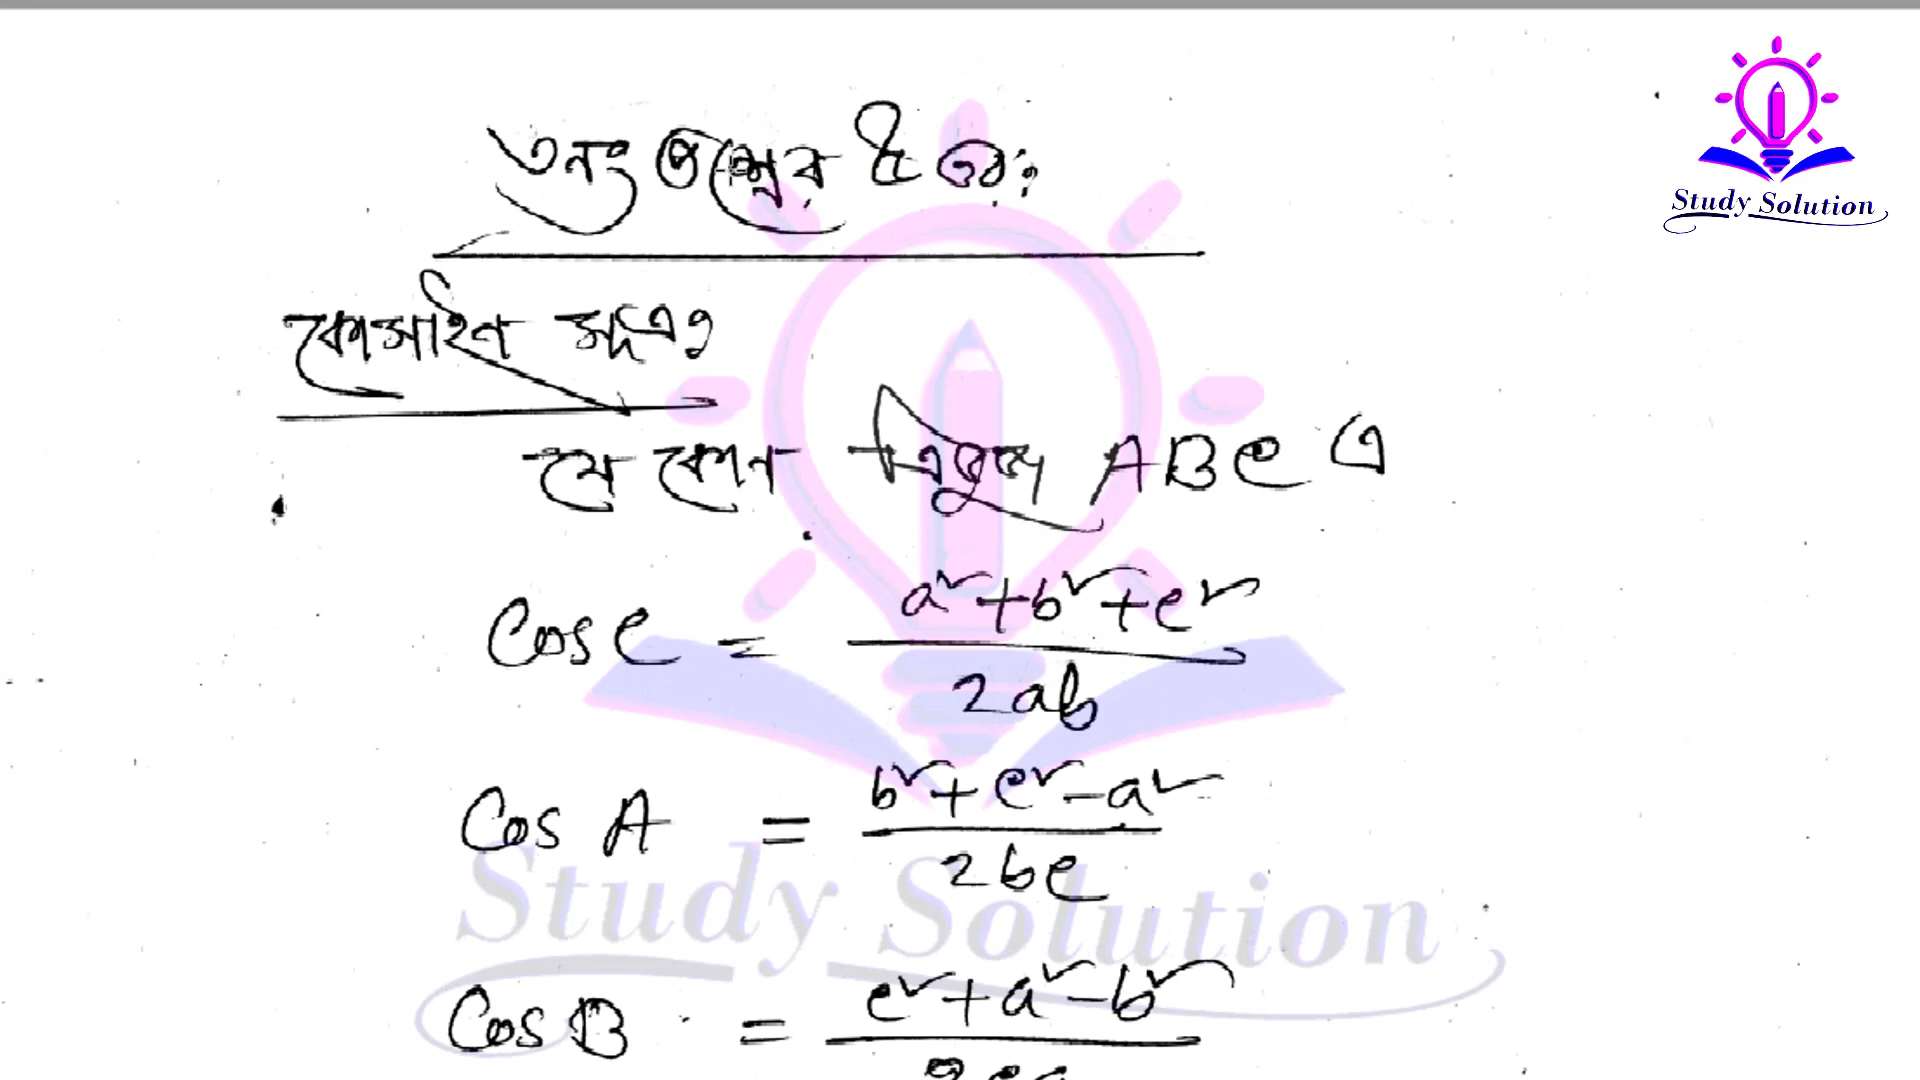 ৩নং প্রশ্নের উত্তর:
কোসাইন সূত্রঃ
যে কোন ত্রিভুজ ABC এ
Cos C = a²+b²+c² / 2ab
Cos A = b²+c²-a² / 2bc
Cos B = c²+a²-b² / 2ca
Study Solution
Study Solution